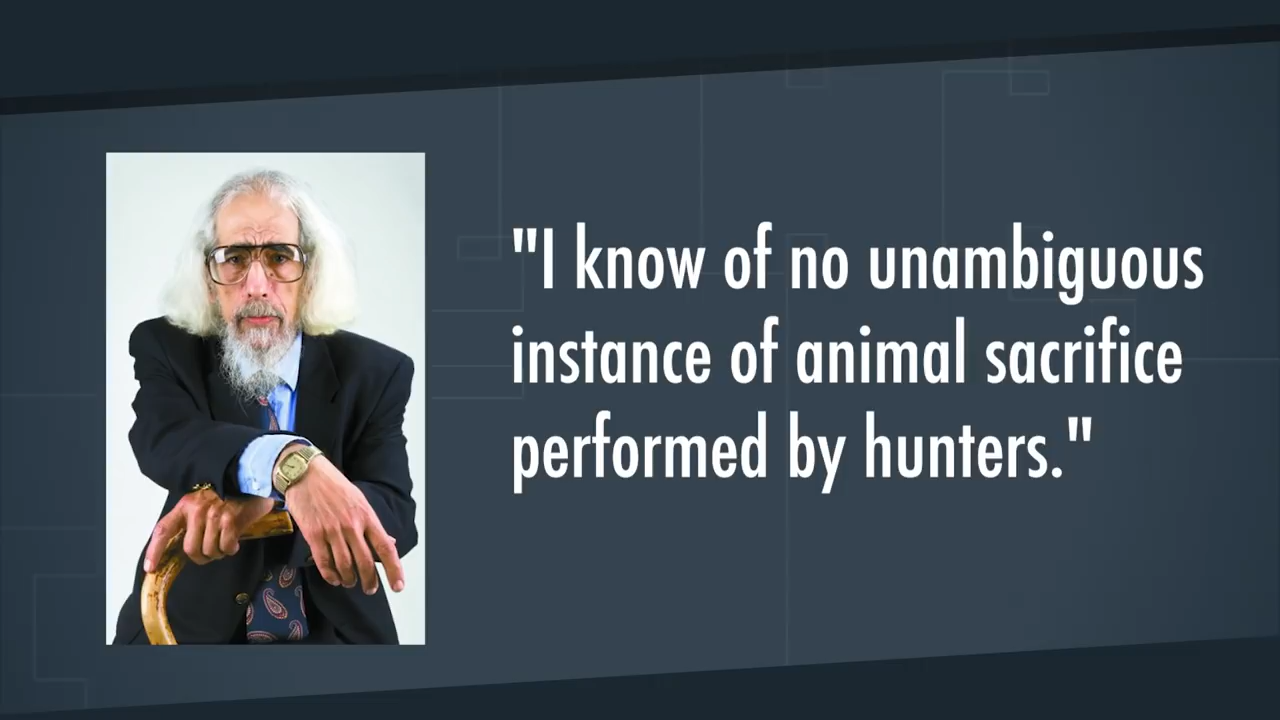 "I know of no unambiguous
instance of animal sacrifice
performed by hunters."